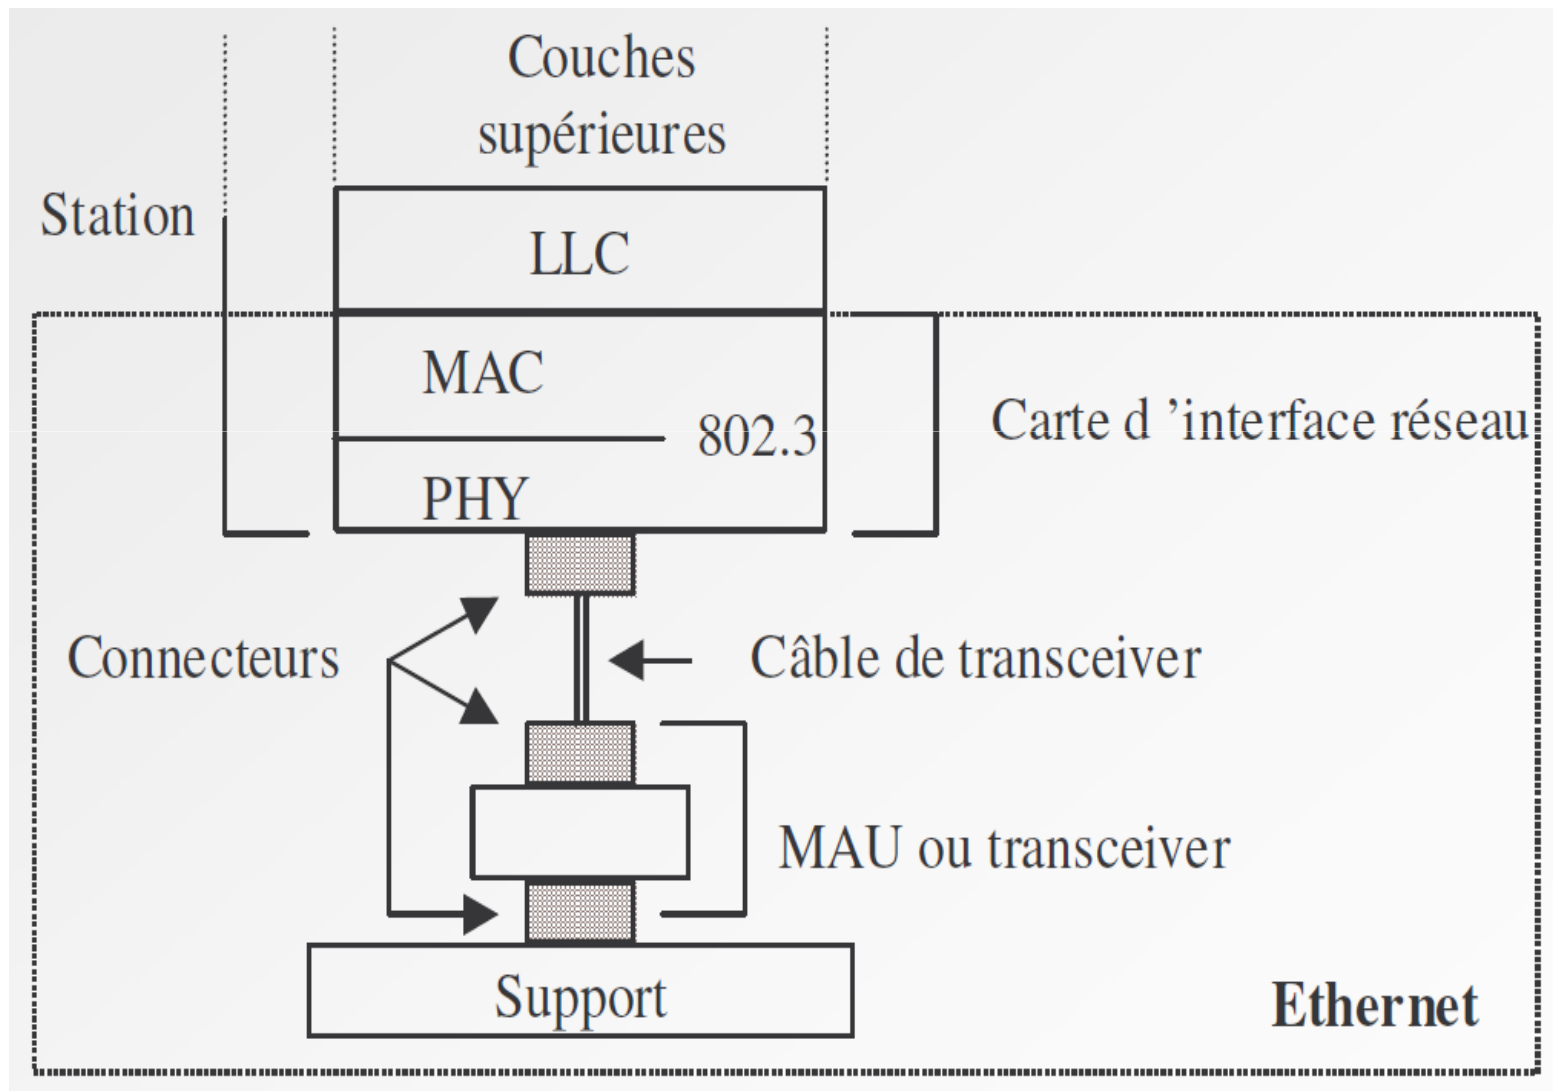 Couches
supérieures
Station
LLC
MAC
802.3
Carte d ’interface réseau
PHY
Connecteurs
Câble de transceiver
MAU ou transceiver
Support
Ethernet